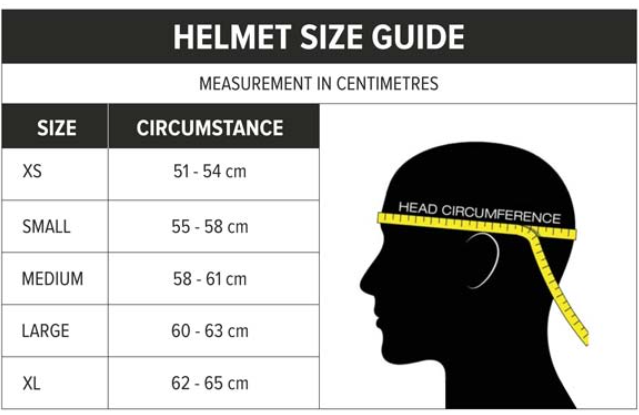 HELMET SIZE GUIDE
MEASUREMENT IN CENTIMETRES
SIZE CIRCUMSTANCE
XS 51 - 54 cm
SMALL 55 - 58 cm
MEDIUM 58 - 61 cm
LARGE 60 - 63 cm
XL 62 - 65 cm
HEAD CIRCUMFERENCE